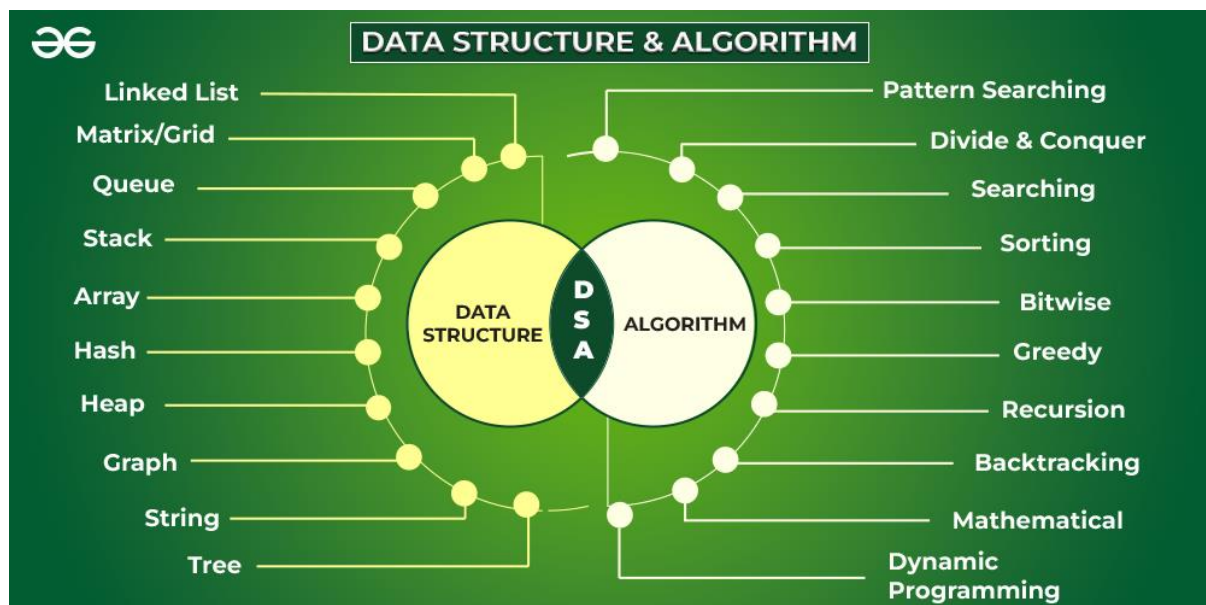 DATA STRUCTURE & ALGORITHM
Linked List
Matrix/Grid
Queue
Stack
Array
Hash
Heap
Graph
String
Tree
DATA
STRUCTURE
D
S
A
ALGORITHM
Pattern Searching
Divide & Conquer
Searching
Sorting
Bitwise
Greedy
Recursion
Backtracking
Mathematical
Dynamic
Programming